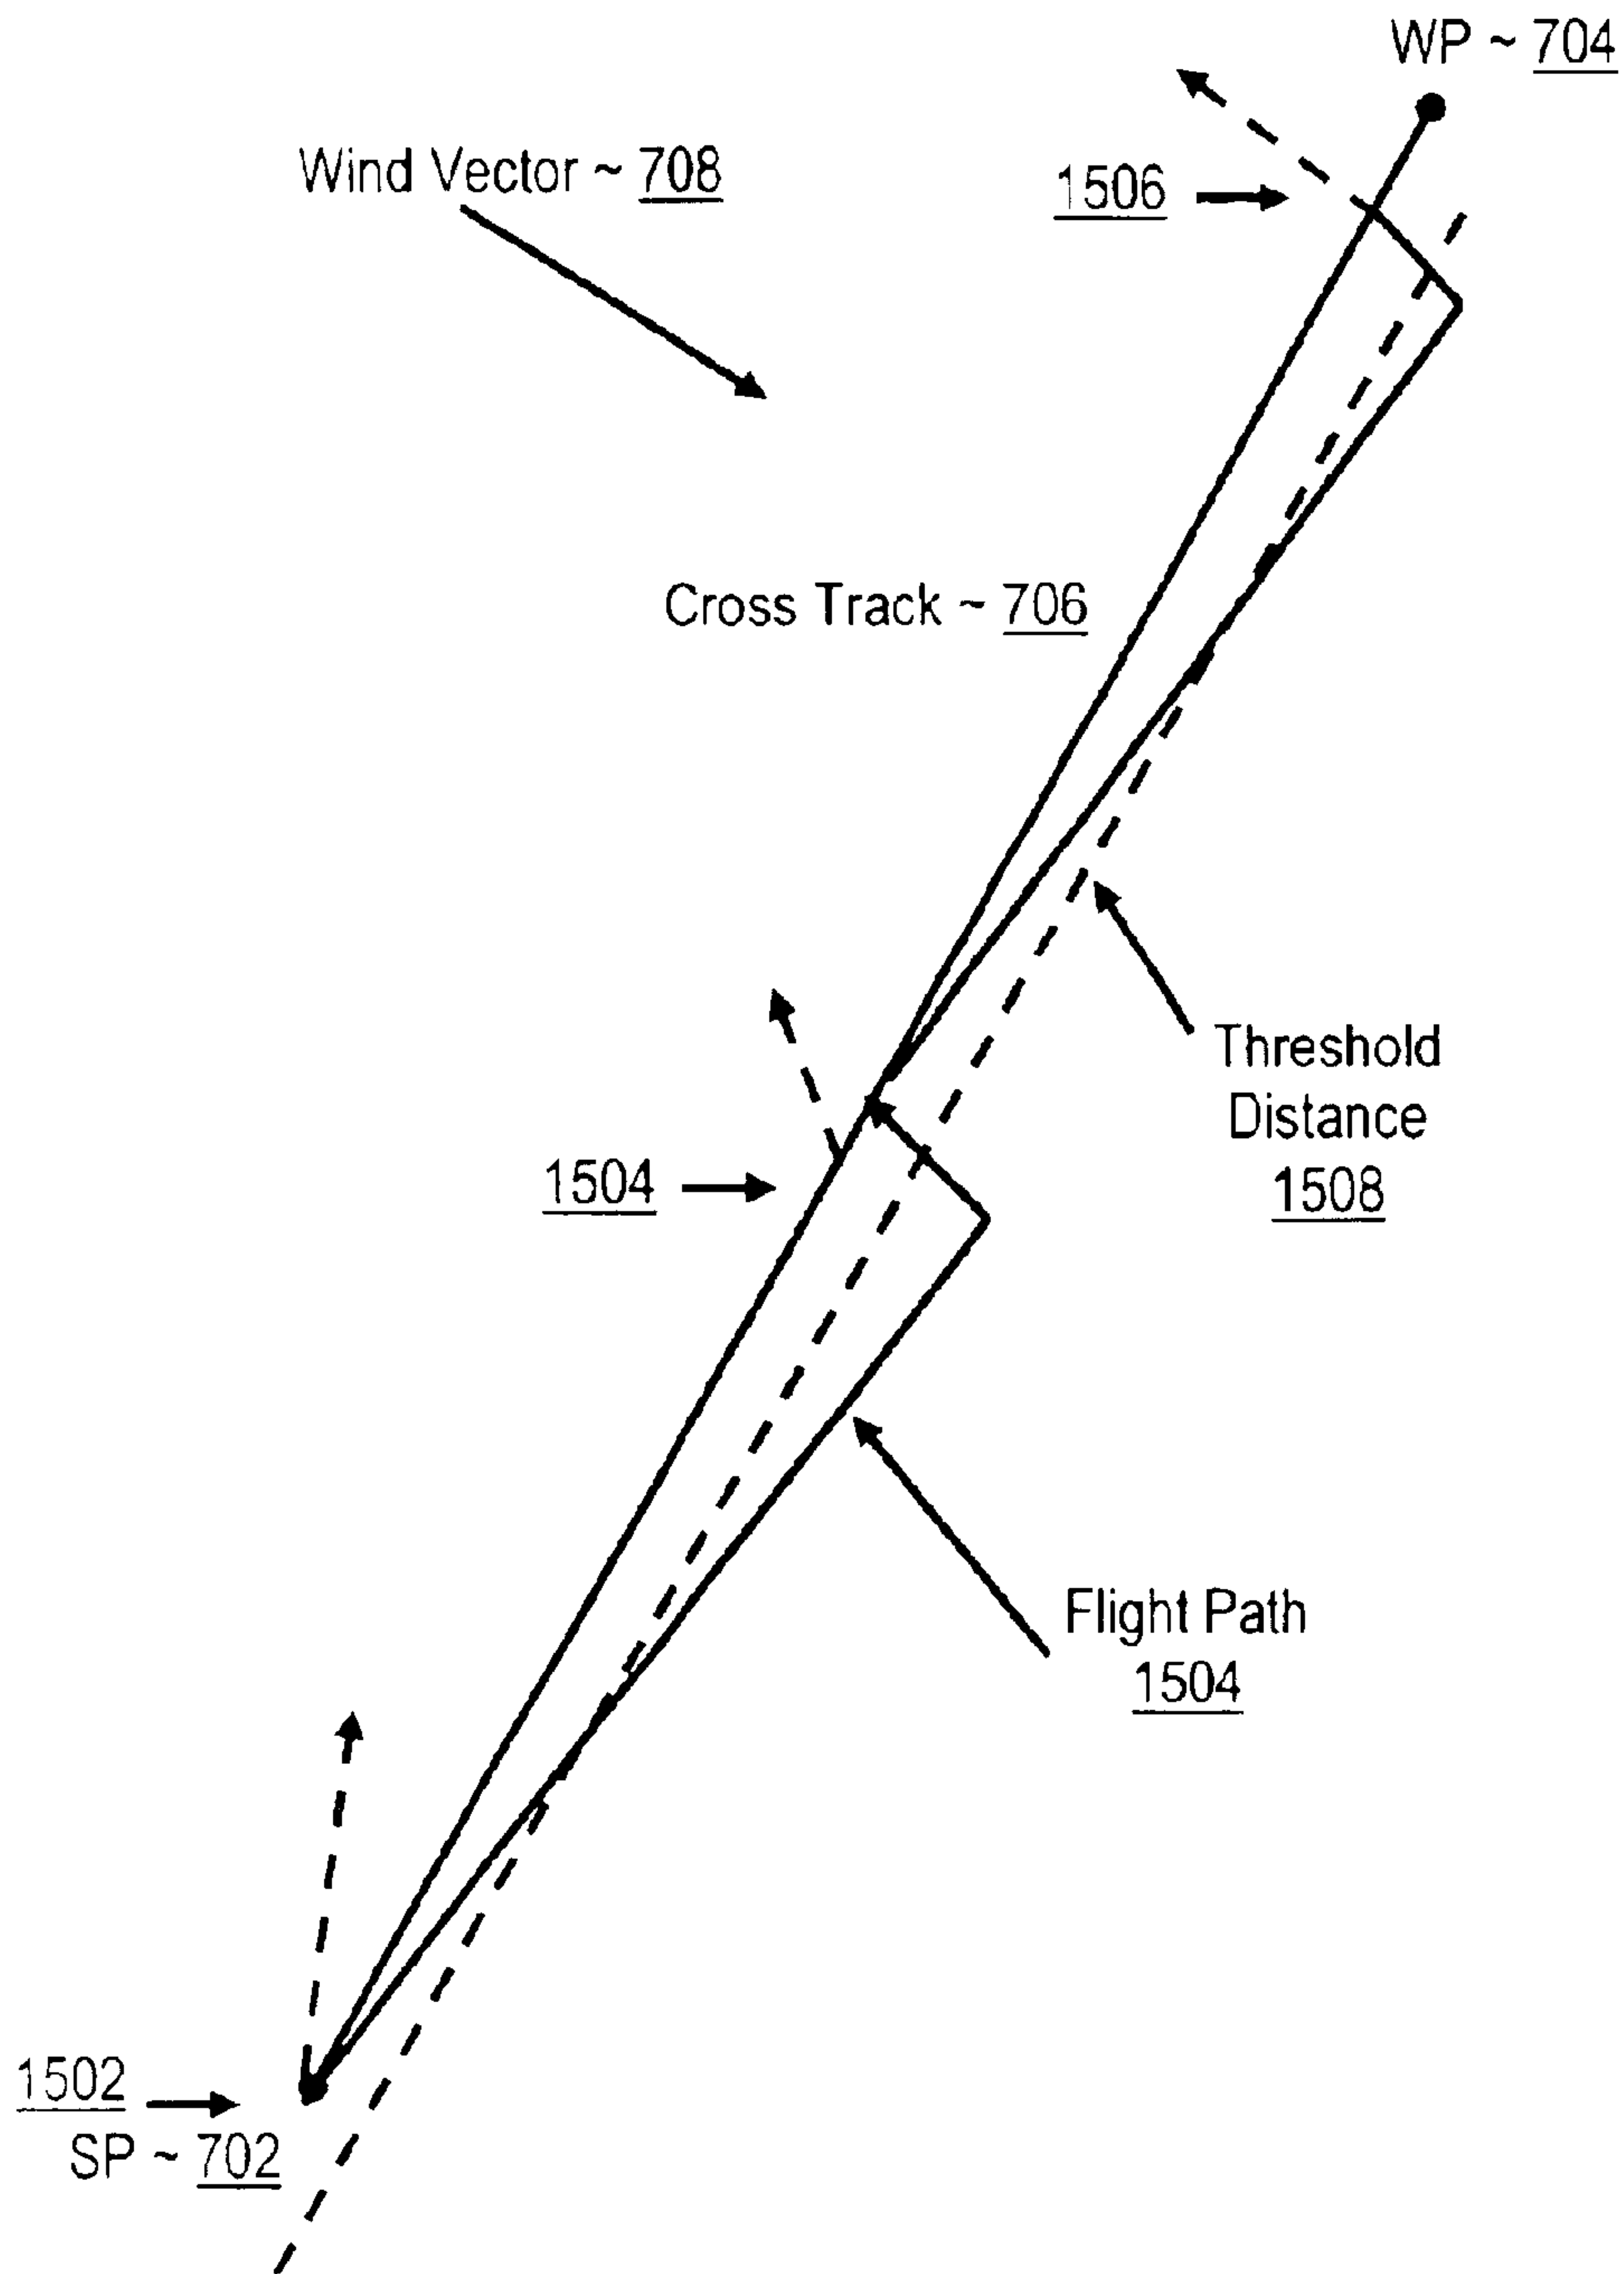 WP ~ 704
Wind Vector ~ 708
1506
Cross Track ~ 706
Threshold
Distance
1508
1504
Flight Path
1504
1502
SP ~ 702